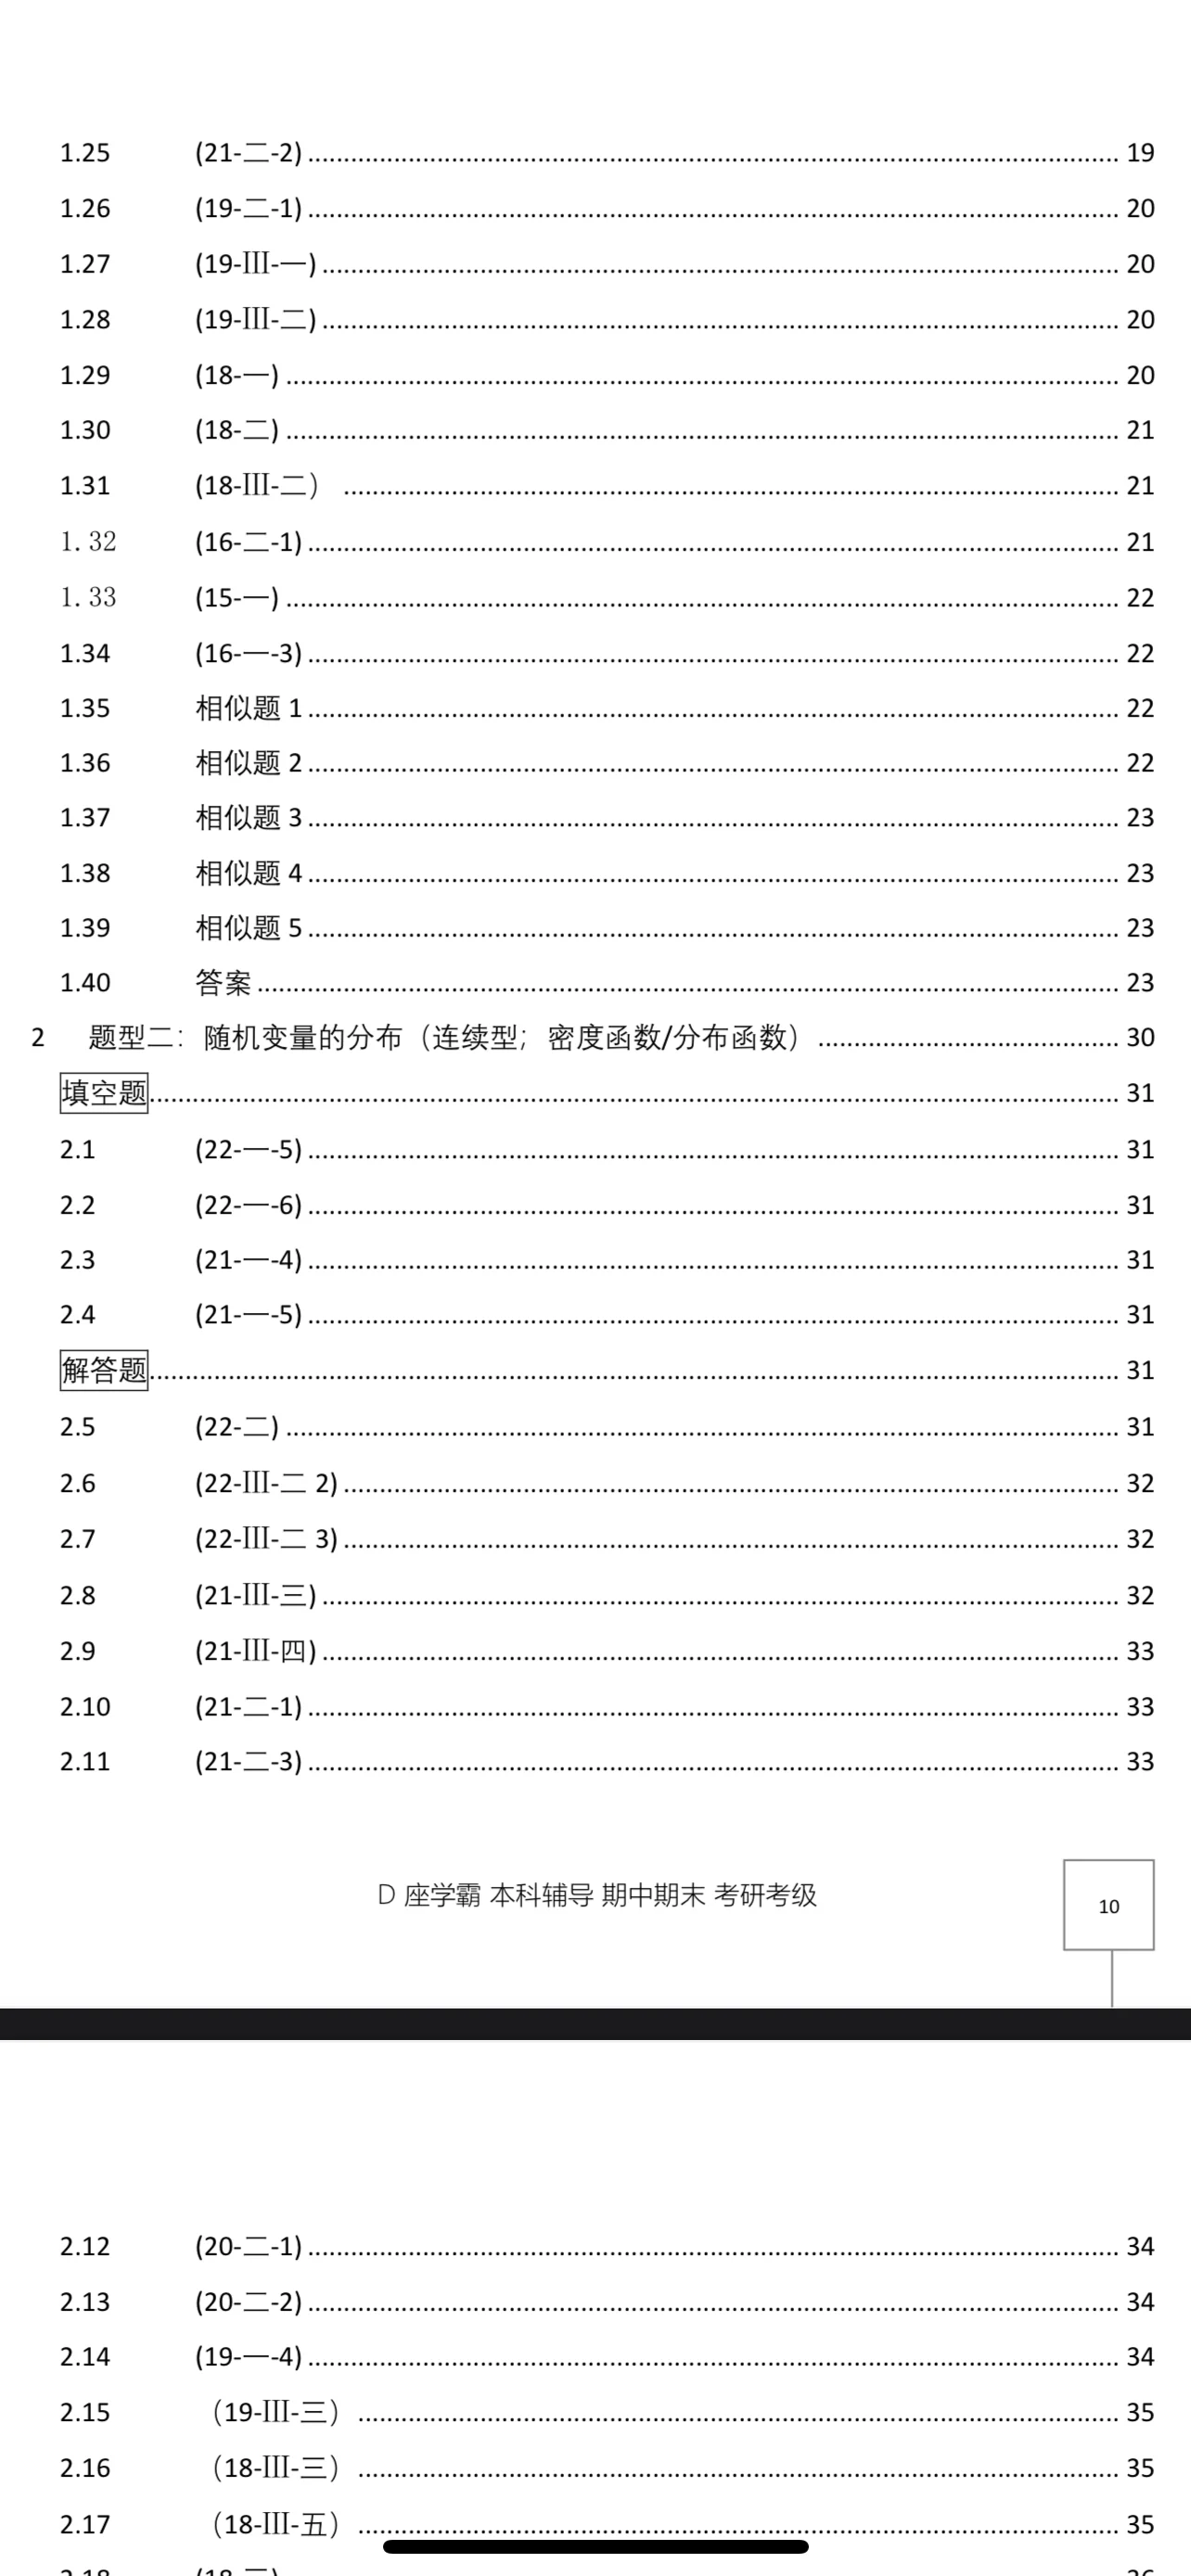 1.25 (21-二-2) 19
1.26 (19-二-1) 20
1.27 (19-III-一) 20
1.28 (19-III-二) 20
1.29 (18-一) 20
1.30 (18-二) 21
1.31 (18-III-二） 21
1.32 (16-二-1) 21
1.33 (15-一) 22
1.34 (16-一-3) 22
1.35 相似题 1 22
1.36 相似题 2 22
1.37 相似题 3 23
1.38 相似题 4 23
1.39 相似题 5 23
1.40 答案 23
2 题型二：随机变量的分布（连续型；密度函数/分布函数） 30
填空题 31
2.1 (22-一-5) 31
2.2 (22-一-6) 31
2.3 (21-一-4) 31
2.4 (21-一-5) 31
解答题 31
2.5 (22-二) 31
2.6 (22-III-二 2) 32
2.7 (22-III-二 3) 32
2.8 (21-III-三) 32
2.9 (21-III-四) 33
2.10 (21-二-1) 33
2.11 (21-二-3) 33
D 座学霸 本科辅导 期中期末 考研考级
10
2.12 (20-二-1) 34
2.13 (20-二-2) 34
2.14 (19-一-4) 34
2.15 （19-III-三） 35
2.16 （18-III-三） 35
2.17 （18-III-五） 35